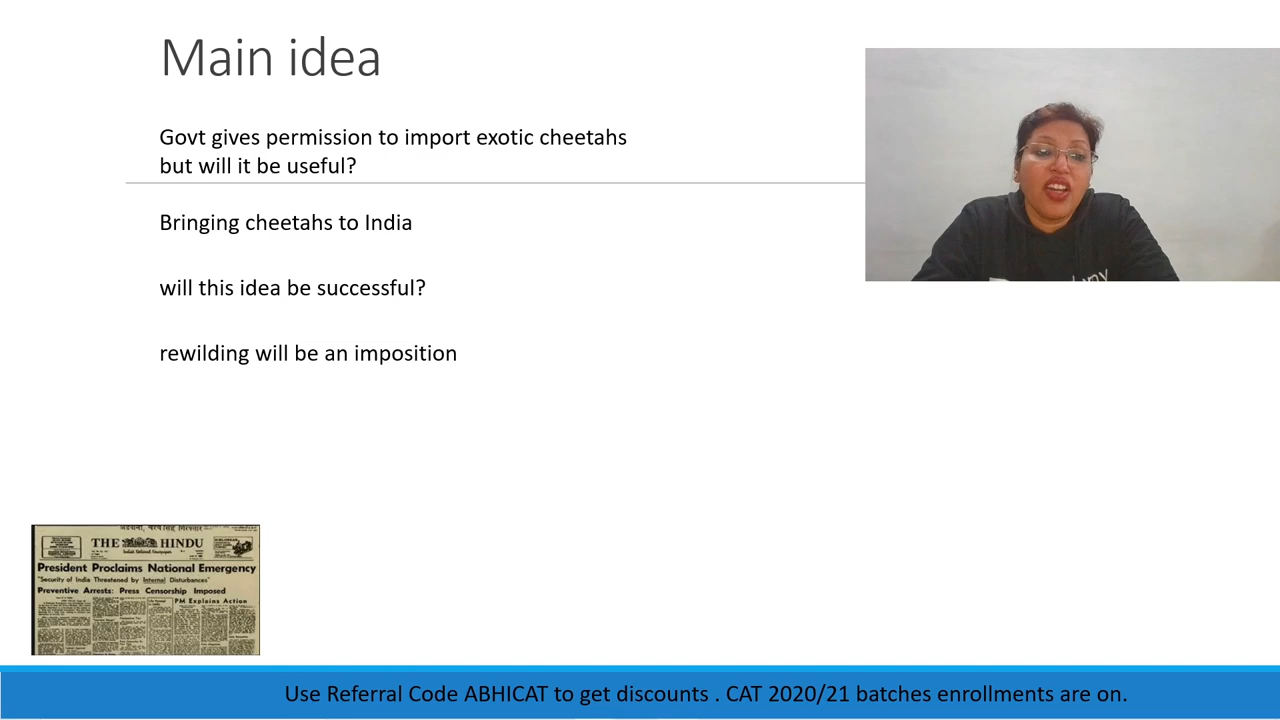 Main idea
Govt gives permission to import exotic cheetahs
but will it be useful?
Bringing cheetahs to India
will this idea be successful?
rewilding will be an imposition
THE HINDU
India's National Newspaper
President Proclaims National Emergency
"Security of India Threatened by Internal Disturbances"
Preventive Arrests: Press Censorship Imposed
PM Explains Action
Use Referral Code ABHICAT to get discounts . CAT 2020/21 batches enrollments are on.